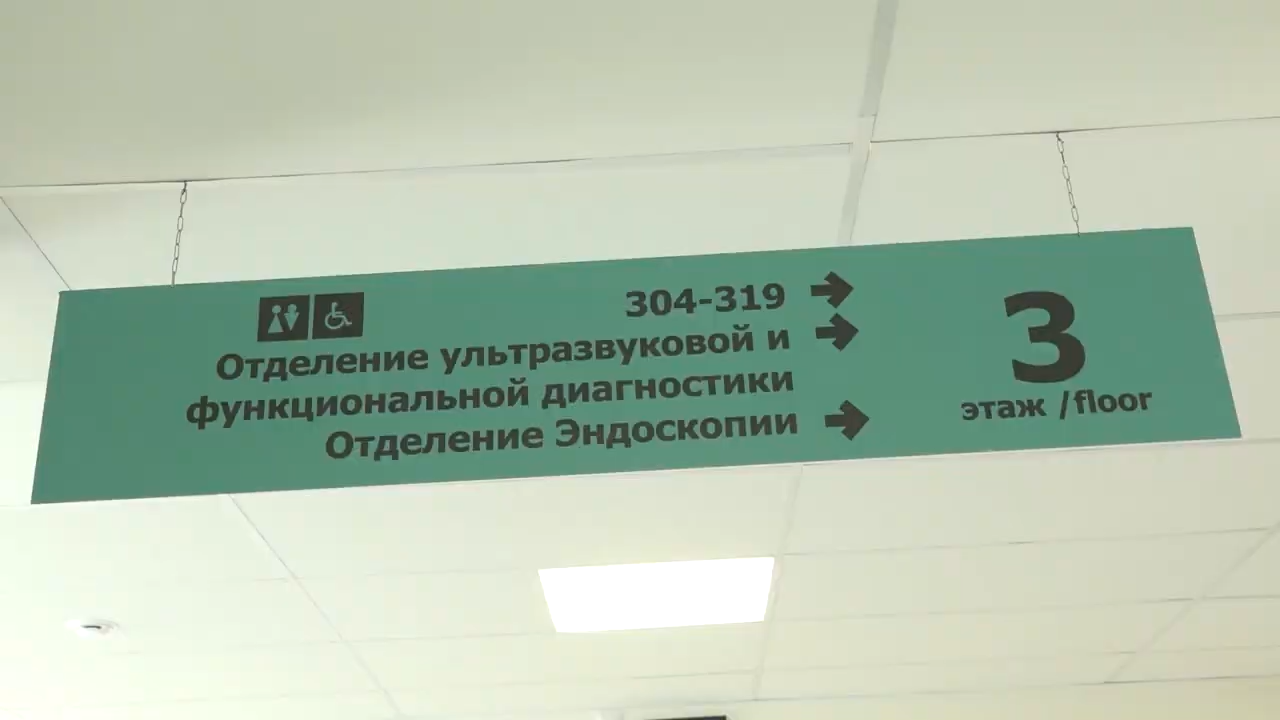 304-319
Отделение ультразвуковой и
функциональной диагностики
Отделение Эндоскопии
3
этаж /floor